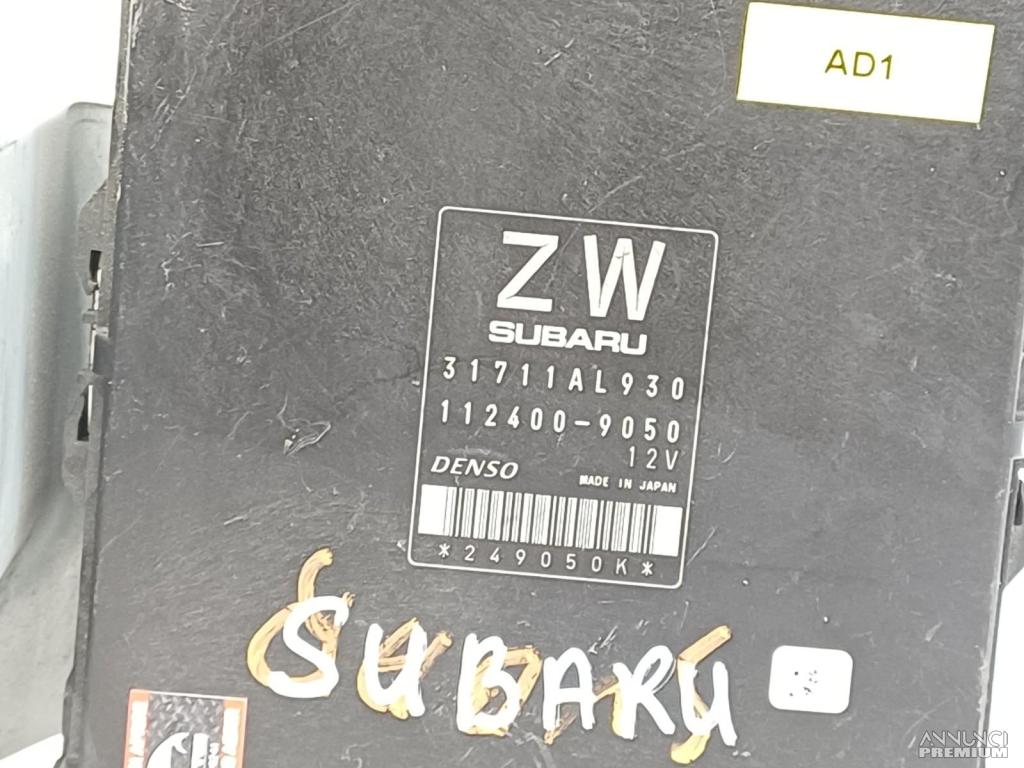 AD1
ZW
SUBARU
31711AL930
112400-9050
12V
DENSO MADE IN JAPAN
*249050K*
SUBARU
ANNUNCI
PREMIUM